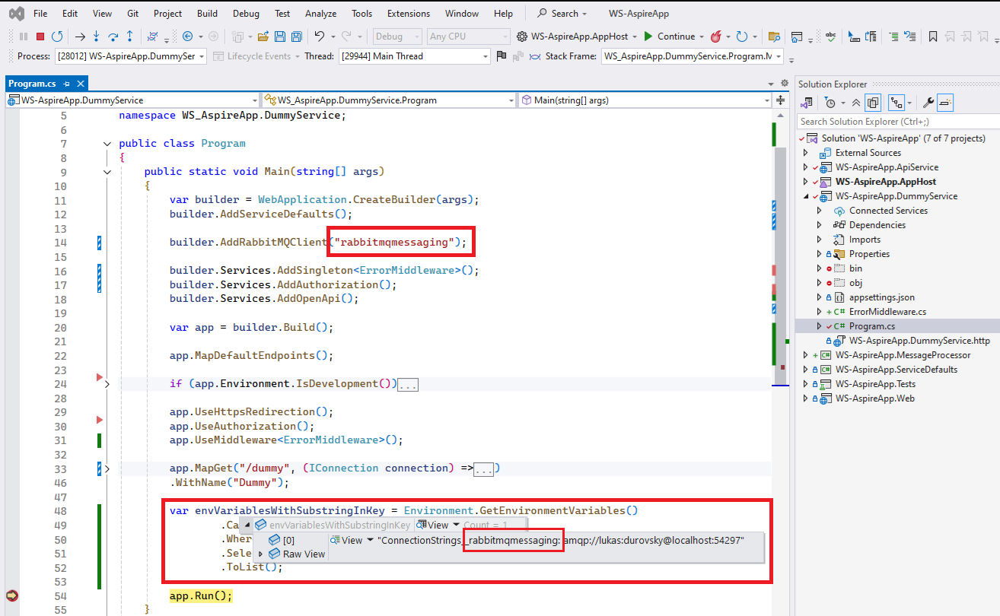 File Edit View Git Project Build Debug Test Analyze Tools Extensions Window Help Search WS-AspireApp
Debug Any CPU WS-AspireApp.AppHost Continue
Process: [28012] WS-AspireApp.DummySer Lifecycle Events Thread: [29944] Main Thread Stack Frame: WS_AspireApp.DummyService.Program.M
Program.cs
WS-AspireApp.DummyService WS_AspireApp.DummyService.Program Main(string[] args)
5 namespace WS_AspireApp.DummyService;
6
7 public class Program
8 {
9 public static void Main(string[] args)
10 {
11 var builder = WebApplication.CreateBuilder(args);
12 builder.AddServiceDefaults();
13
14 builder.AddRabbitMQClient("rabbitmqmessaging");
15
16 builder.Services.AddSingleton<ErrorMiddleware>();
17 builder.Services.AddAuthorization();
18 builder.Services.AddOpenApi();
19
20 var app = builder.Build();
21
22 app.MapDefaultEndpoints();
23
24 if (app.Environment.IsDevelopment())...
28
29 app.UseHttpsRedirection();
30 app.UseAuthorization();
31 app.UseMiddleware<ErrorMiddleware>();
32
33 app.MapGet("/dummy", (IConnection connection) =>...)
46 .WithName("Dummy");
47
48 var envVariablesWithSubstringInKey = Environment.GetEnvironmentVariables()
49 .Ca envVariablesWithSubstringInKey View Count = 1
50 .Wher [0] View "ConnectionStrings__rabbitmqmessaging: amqp://lukas:durovsky@localhost:54297"
51 .Sele Raw View
52 .ToList();
53
54 app.Run();
55 }
Solution Explorer
Search Solution Explorer (Ctrl+;)
Solution 'WS-AspireApp' (7 of 7 projects)
External Sources
WS-AspireApp.ApiService
WS-AspireApp.AppHost
WS-AspireApp.DummyService
Connected Services
Dependencies
Imports
Properties
bin
obj
appsettings.json
C# ErrorMiddleware.cs
C# Program.cs
WS-AspireApp.DummyService.http
C# WS-AspireApp.MessageProcessor
C# WS-AspireApp.ServiceDefaults
WS-AspireApp.Tests
WS-AspireApp.Web